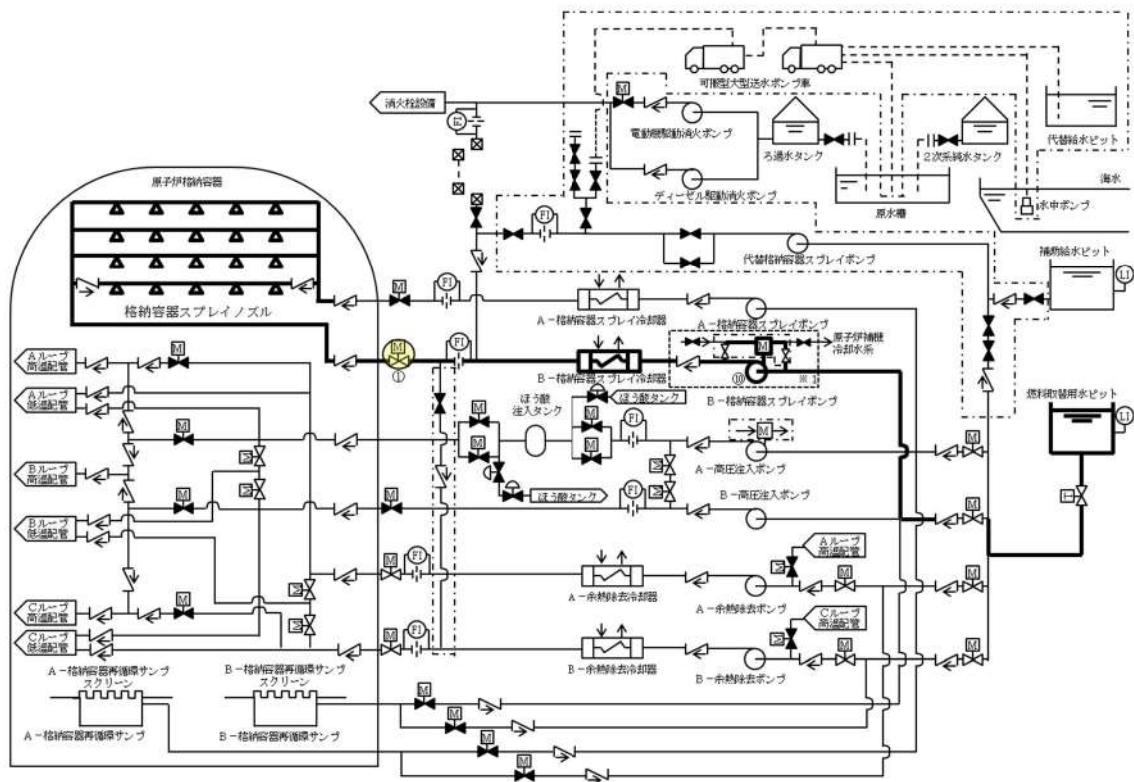 可搬型大型送水ポンプ車
消火栓設備
M
FI
電動機駆動消火ポンプ
ろ過水タンク
2次系純水タンク
代替給水ピット
ディーゼル駆動消火ポンプ
原水槽
海水
水中ポンプ
原子炉格納容器
FI
代替格納容器スプレイポンプ
補助給水ピット
LI
格納容器スプレイノズル
M
FI
A-格納容器スプレイ冷却器
A-格納容器スプレイポンプ
原子炉補機
冷却水系
M
①
M
⑩
※1
B-格納容器スプレイ冷却器
B-格納容器スプレイポンプ
燃料取替用水ピット
LI
Aループ
高温配管
M
Aループ
低温配管
ほう酸
注入タンク
ほう酸タンク
M
M
M
M
FI
M
A-高圧注入ポンプ
M
M
T
Bループ
高温配管
M
M
M
ほう酸タンク
M
FI
B-高圧注入ポンプ
M
M
M
Bループ
低温配管
M
FI
A-余熱除去冷却器
A-余熱除去ポンプ
Aループ
高温配管
M
M
M
Cループ
高温配管
M
M
M
Cループ
低温配管
M
FI
B-余熱除去冷却器
B-余熱除去ポンプ
Cループ
高温配管
M
M
M
A-格納容器再循環サンプ
スクリーン
B-格納容器再循環サンプ
スクリーン
A-格納容器再循環サンプ
B-格納容器再循環サンプ
M
M
M
M